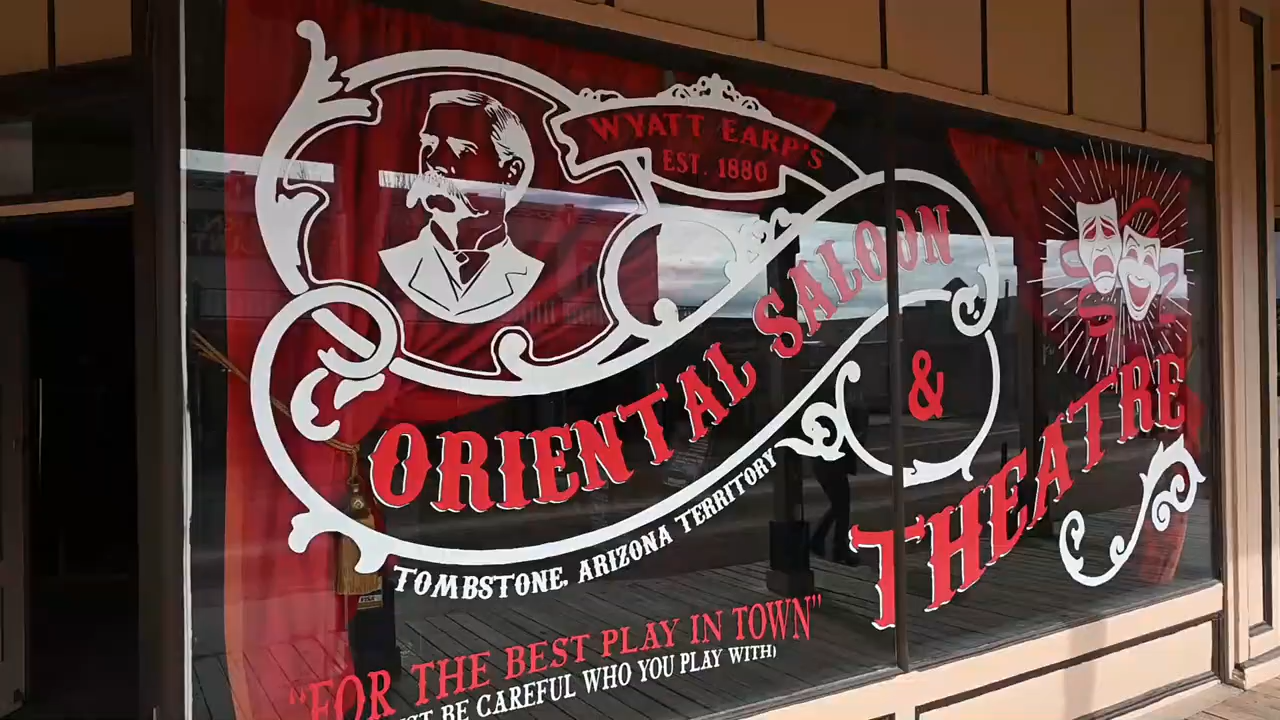 WYATT EARP'S
EST. 1880
ORIENTAL SALOON
&
THEATRE
TOMBSTONE, ARIZONA TERRITORY
"FOR THE BEST PLAY IN TOWN"
BE CAREFUL WHO YOU PLAY WITH)